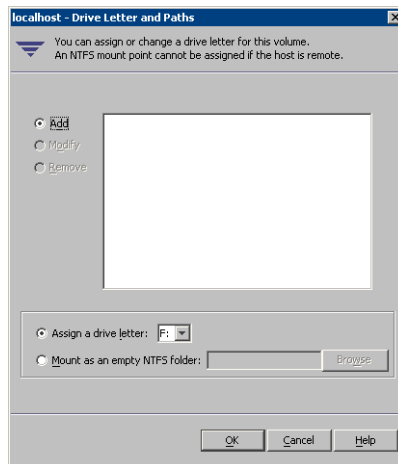 localhost - Drive Letter and Paths
You can assign or change a drive letter for this volume.
An NTFS mount point cannot be assigned if the host is remote.
Add
Modify
Remove
Assign a drive letter: F:
Mount as an empty NTFS folder: Browse
OK Cancel Help